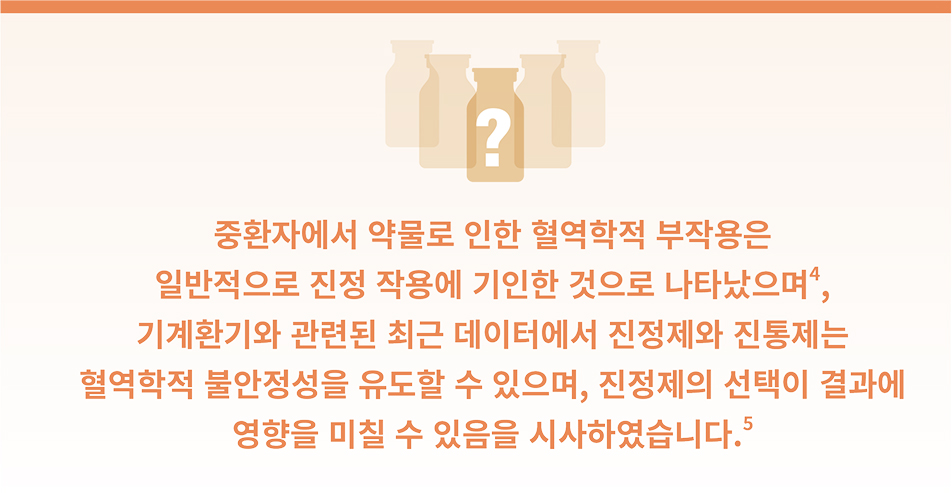 ?
중환자에서 약물로 인한 혈역학적 부작용은
일반적으로 진정 작용에 기인한 것으로 나타났으며⁴,
기계환기와 관련된 최근 데이터에서 진정제와 진통제는
혈역학적 불안정성을 유도할 수 있으며, 진정제의 선택이 결과에
영향을 미칠 수 있음을 시사하였습니다.⁵